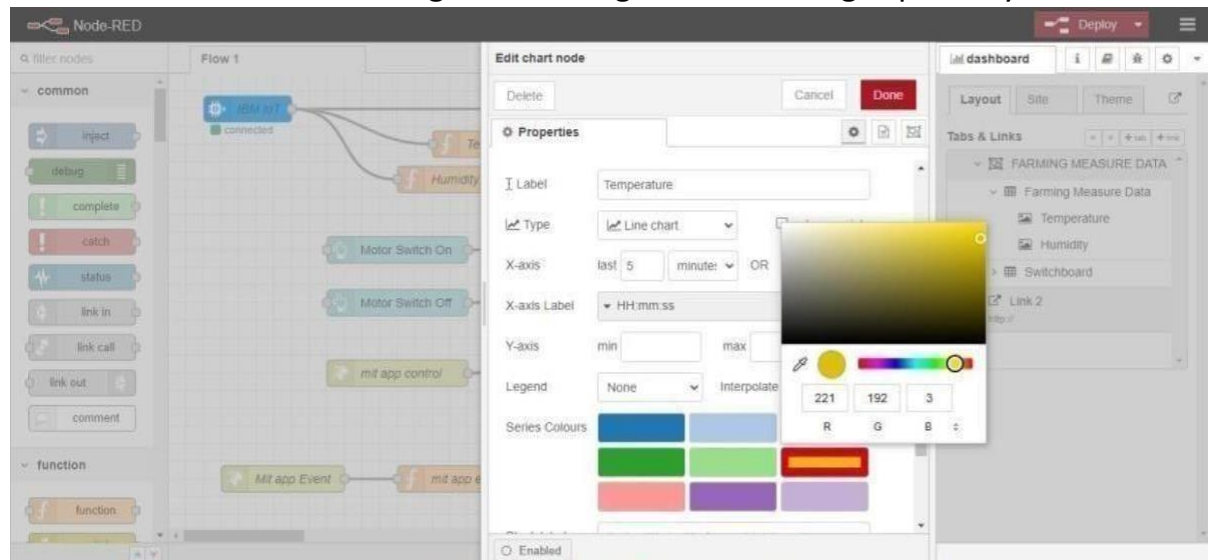 Node-RED
Deploy
filter nodes
common
inject
debug
complete
catch
status
link in
link call
link out
comment
function
function
Flow 1
IBM IoT
connected
Te
Humidity
Motor Switch On
Motor Switch Off
mit app control
Mit app Event
mit app e
Edit chart node
Delete
Cancel
Done
Properties
Label
Temperature
Type
Line chart
X-axis
last 5 minutes OR
X-axis Label
HH:mm:ss
Y-axis
min
max
Legend
None
Interpolate
Series Colours
Enabled
221 192 3
R G B
dashboard
i
Layout
Site
Theme
Tabs & Links
tab
link
FARMING MEASURE DATA
Farming Measure Data
Temperature
Humidity
Switchboard
Link 2
http://